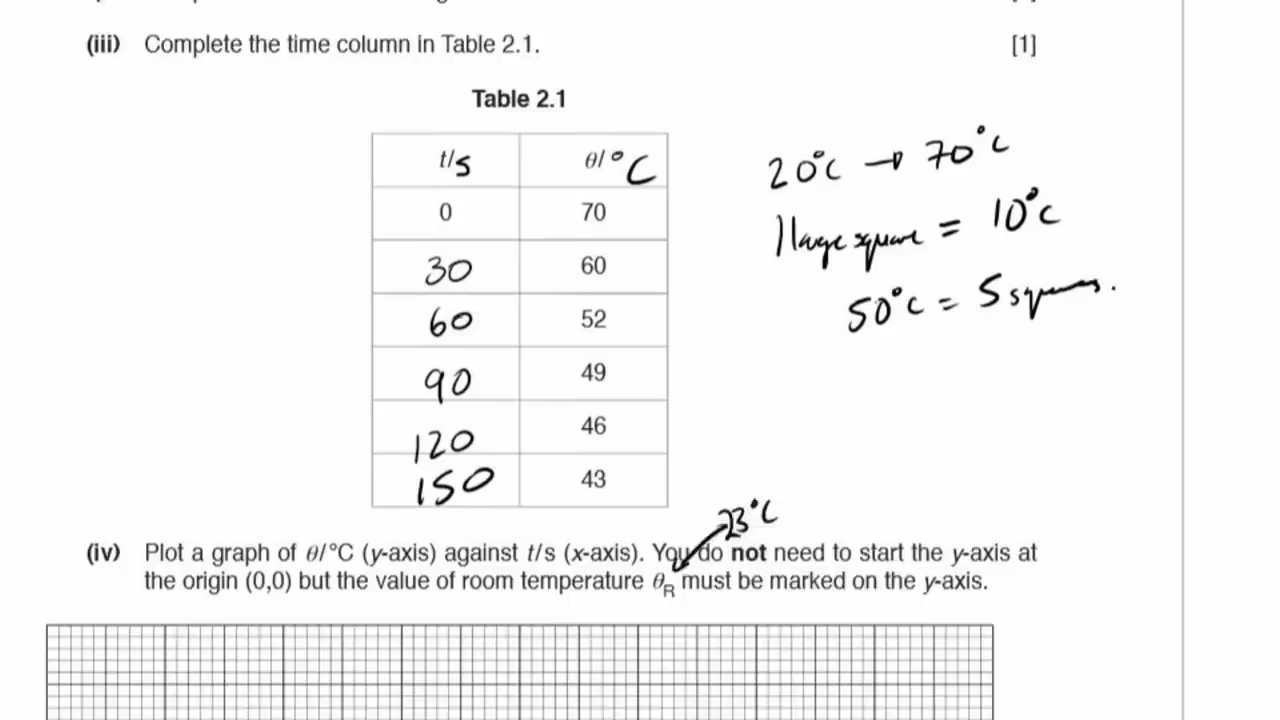 (iii) Complete the time column in Table 2.1. [1]
Table 2.1
t/s θ/°C
0 70
30 60
60 52
90 49
120 46
150 43
20°C → 70°C
1 large square = 10°C
50°C = 5 squares.
23°C
(iv) Plot a graph of θ/°C (y-axis) against t/s (x-axis). You do not need to start the y-axis at
the origin (0,0) but the value of room temperature θR must be marked on the y-axis.